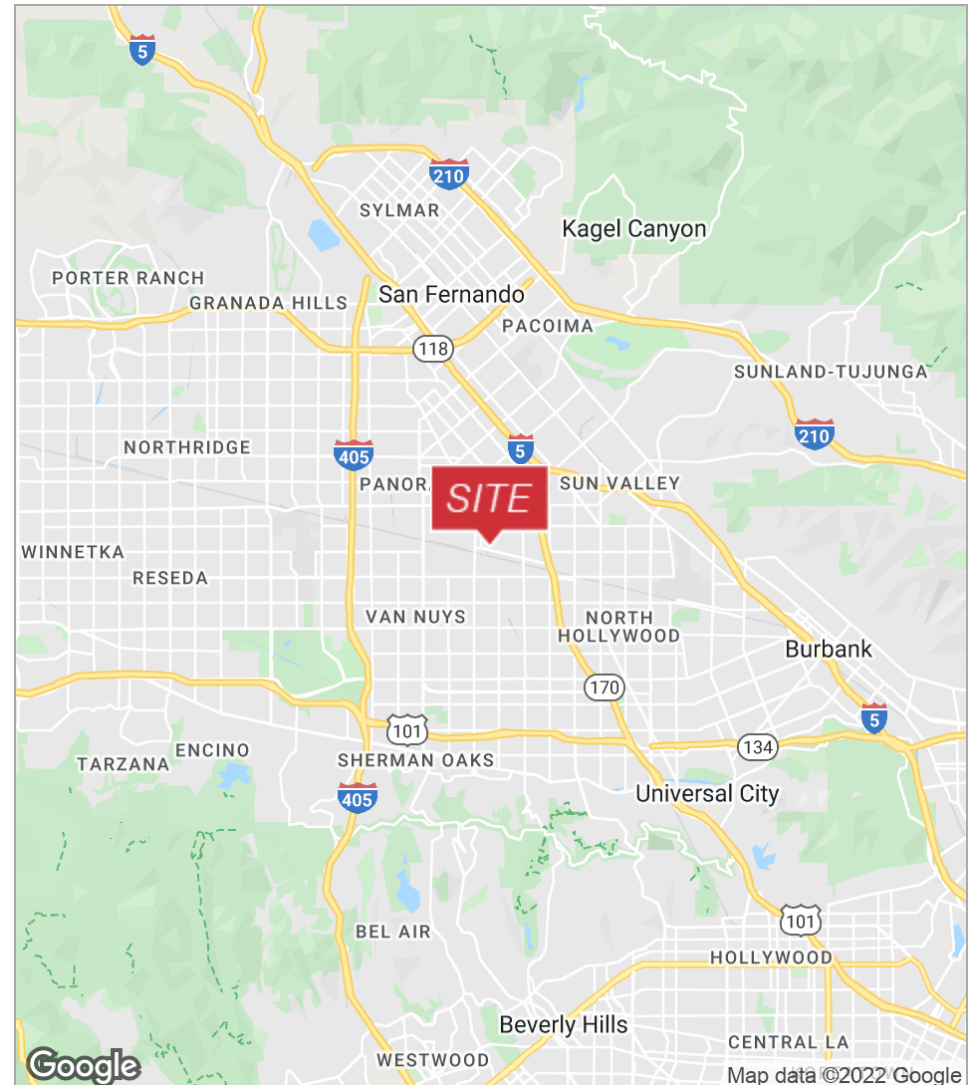 5
210
SYLMAR
Kagel Canyon
PORTER RANCH
GRANADA HILLS
San Fernando
PACOIMA
118
SUNLAND-TUJUNGA
210
NORTHRIDGE
405
5
PANOR
SITE
SUN VALLEY
WINNETKA
RESEDA
VAN NUYS
NORTH
HOLLYWOOD
Burbank
170
5
101
134
ENCINO
TARZANA
SHERMAN OAKS
405
Universal City
101
BEL AIR
HOLLYWOOD
Beverly Hills
CENTRAL LA
WESTWOOD
Google
Map data ©2022 Google